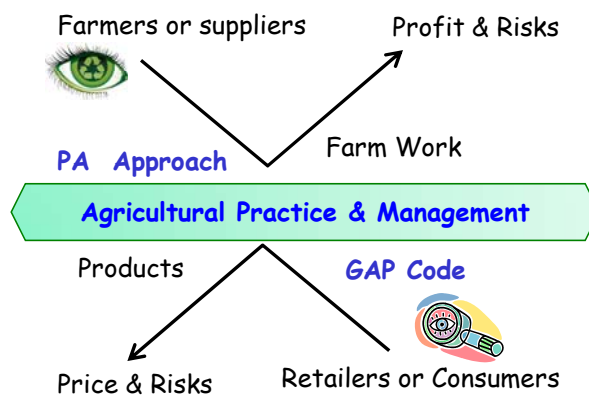 Farmers or suppliers
Profit & Risks
Farm Work
PA Approach
Agricultural Practice & Management
Products
GAP Code
Price & Risks
Retailers or Consumers